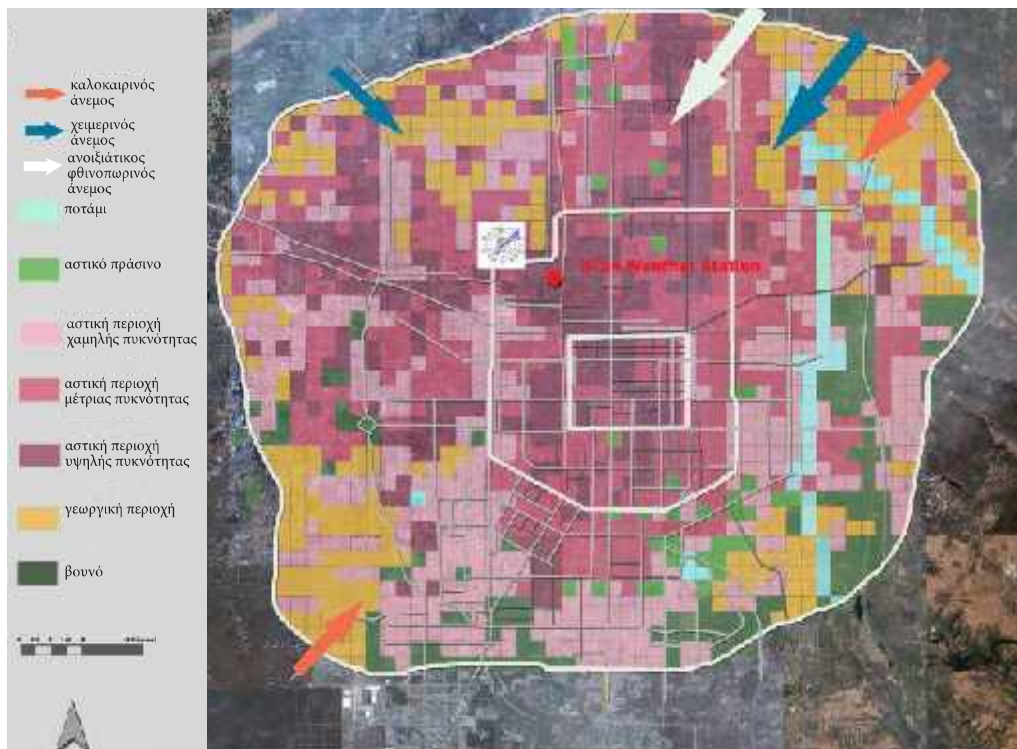 καλοκαιρινός
άνεμος
χειμερινός
άνεμος
ανοιξιάτικος
φθινοπωρινός
άνεμος
ποτάμι
αστικό πράσινο
αστική περιοχή
χαμηλής πυκνότητας
αστική περιοχή
μέτριας πυκνότητας
αστική περιοχή
υψηλής πυκνότητας
γεωργική περιοχή
βουνό
Weather Station